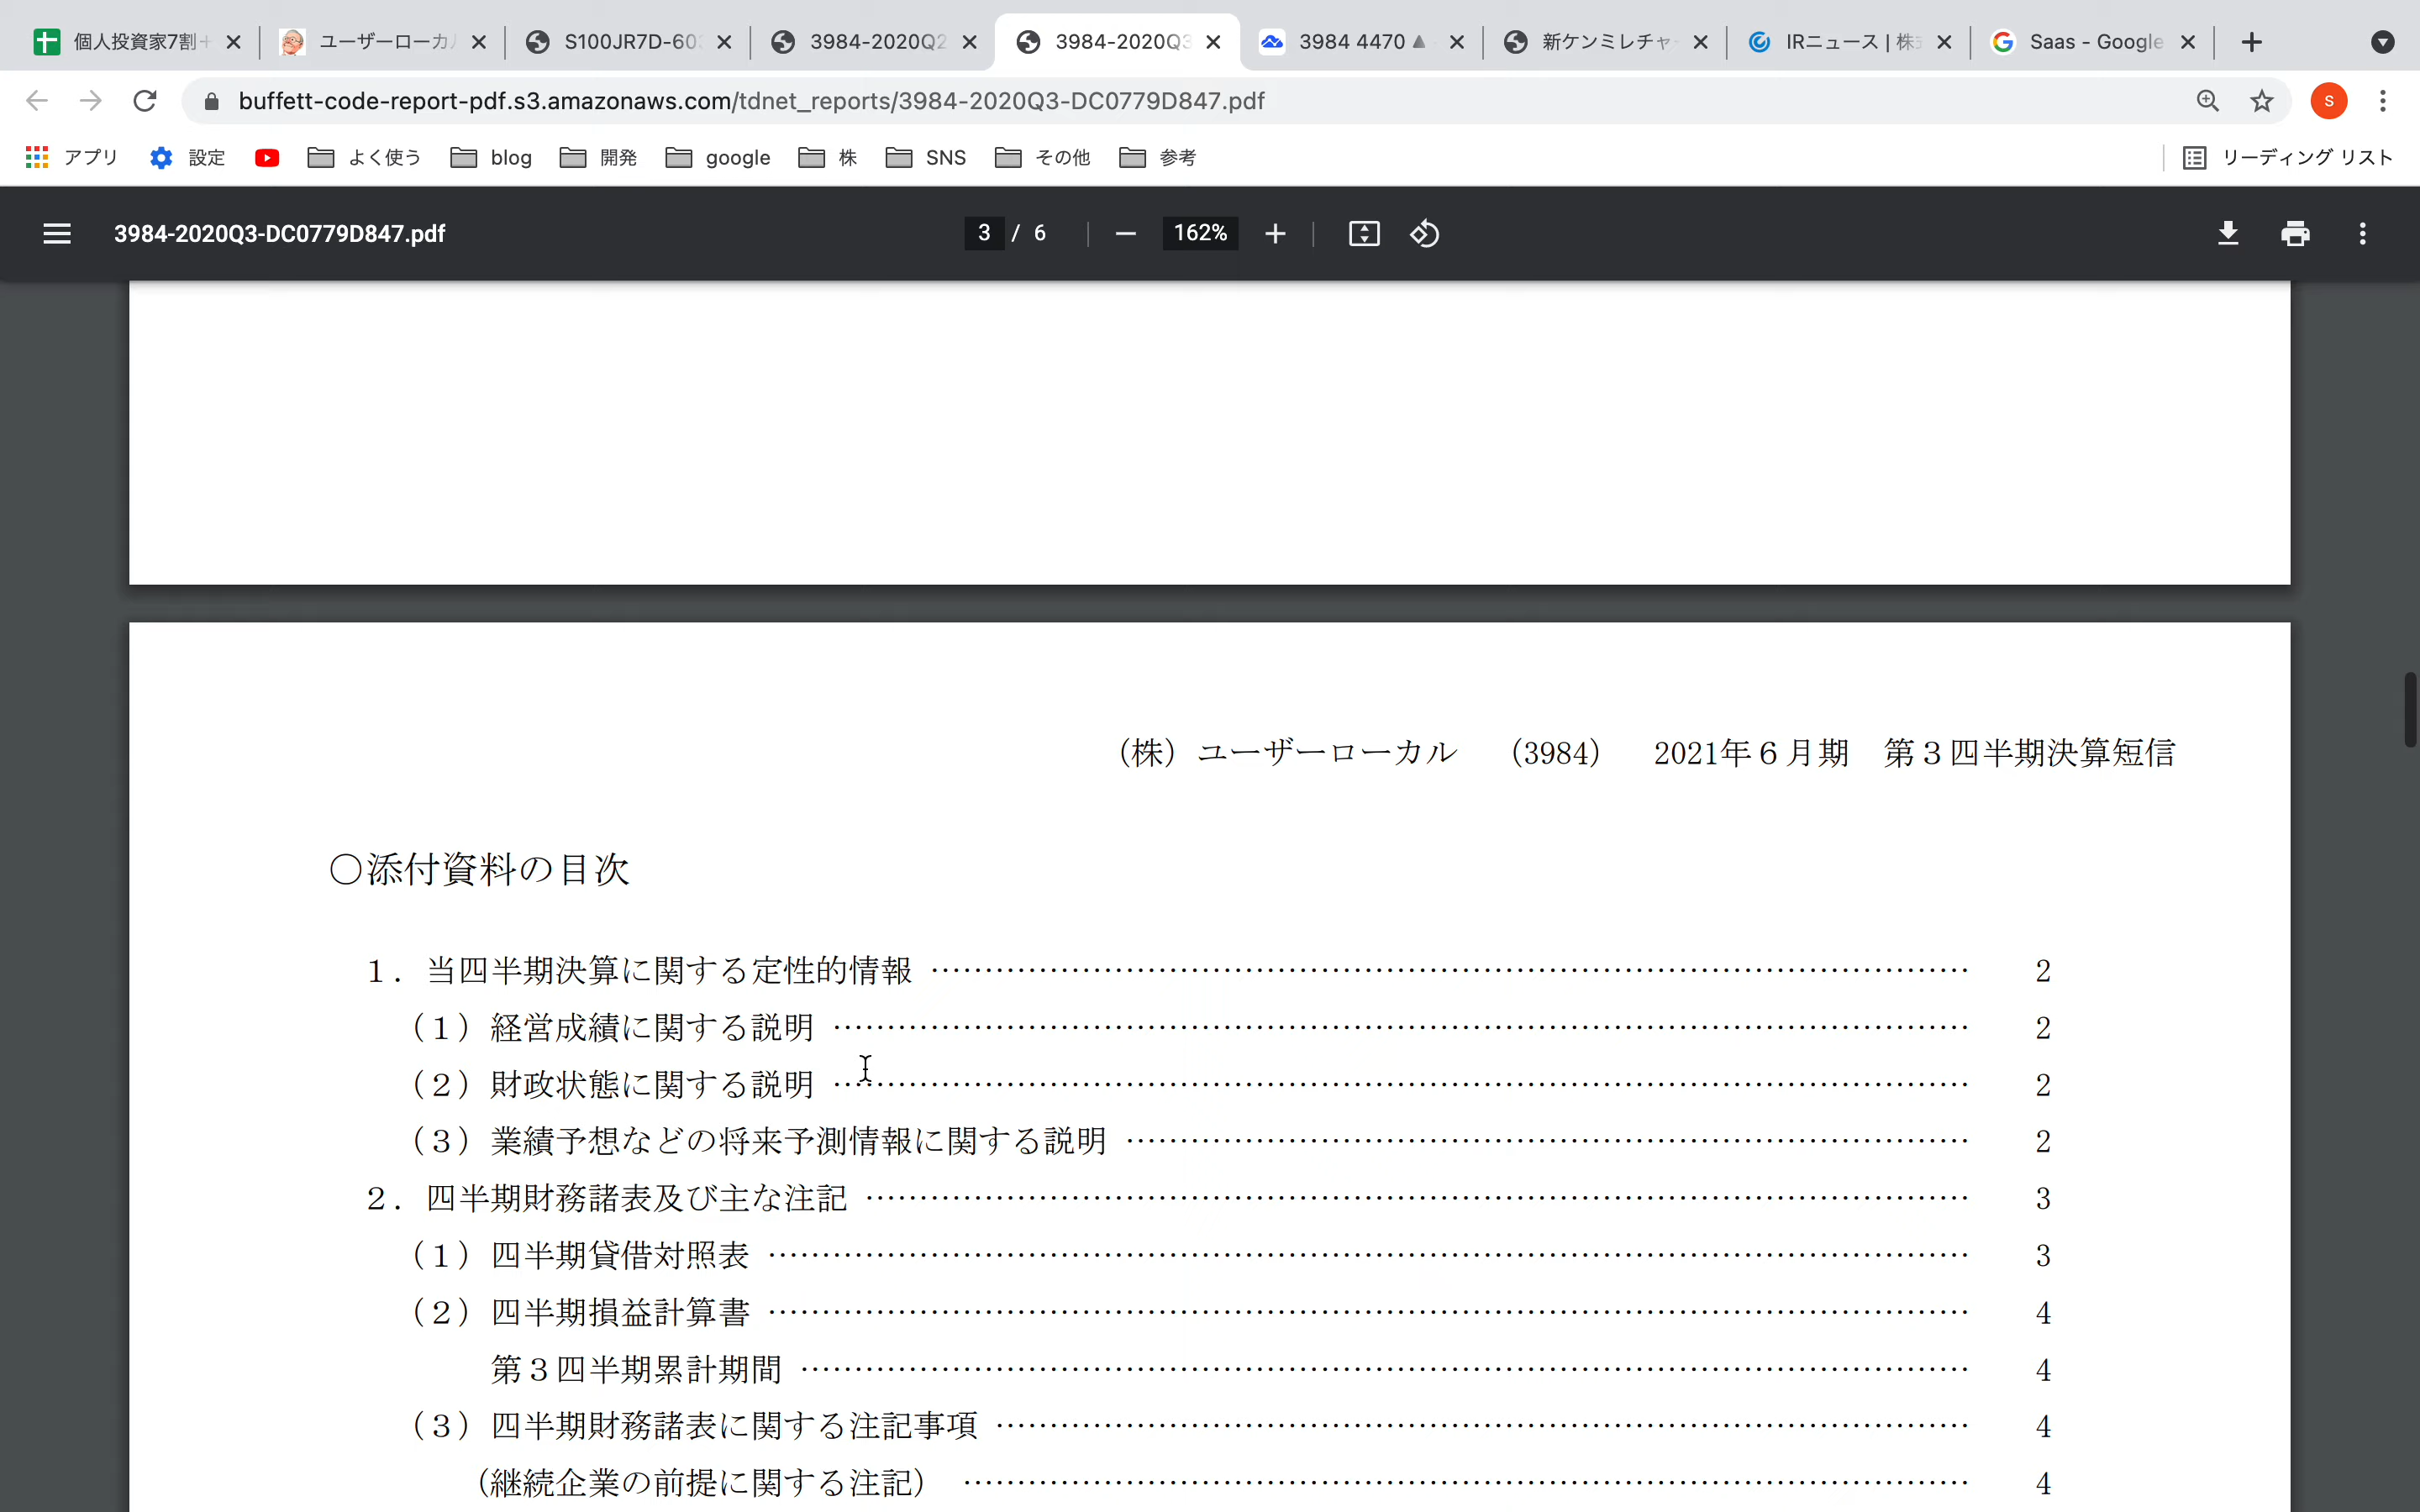 個人投資家7割+
ユーザーローカル
S100JR7D-60
3984-2020Q2
3984-2020Q3
3984 4470
新ケンミレチャー
IRニュース | 株
Saas - Google
buffett-code-report-pdf.s3.amazonaws.com/tdnet_reports/3984-2020Q3-DC0779D847.pdf
S
アプリ
設定
よく使う
blog
開発
google
株
SNS
その他
参考
リーディング リスト
3984-2020Q3-DC0779D847.pdf
3 / 6
162%
（株）ユーザーローカル　（3984）　2021年６月期　第３四半期決算短信
○添付資料の目次
１．当四半期決算に関する定性的情報 …………………………………………………… 2
（１）経営成績に関する説明 …………………………………………………… 2
（２）財政状態に関する説明 …………………………………………………… 2
（３）業績予想などの将来予測情報に関する説明 …………………………………………………… 2
２．四半期財務諸表及び主な注記 …………………………………………………… 3
（１）四半期貸借対照表 …………………………………………………… 3
（２）四半期損益計算書 …………………………………………………… 4
第３四半期累計期間 …………………………………………………… 4
（３）四半期財務諸表に関する注記事項 …………………………………………………… 4
（継続企業の前提に関する注記） …………………………………………………… 4